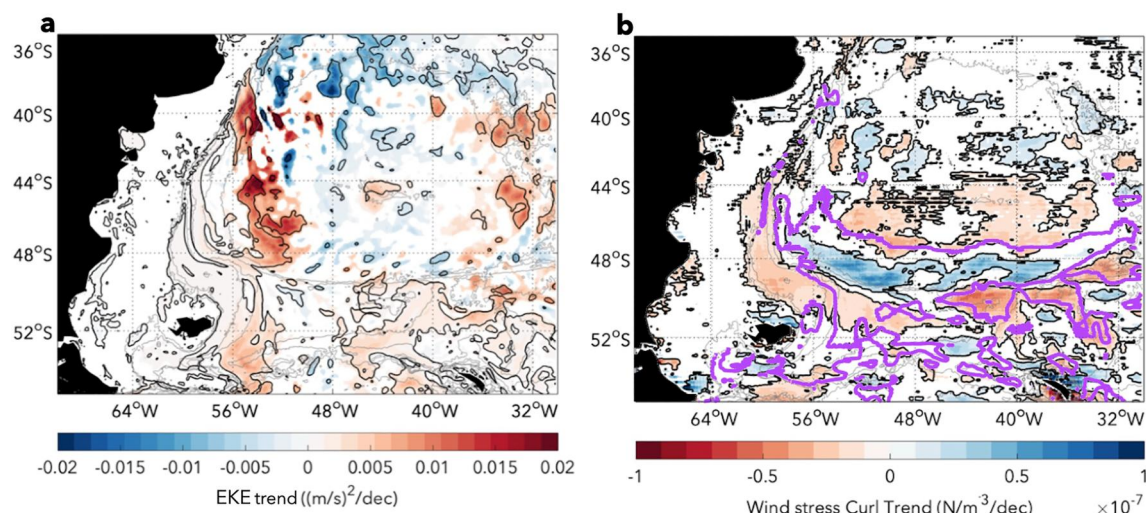 a
36°S
40°S
44°S
48°S
52°S
64°W 56°W 48°W 40°W 32°W
-0.02 -0.015 -0.01 -0.005 0 0.005 0.01 0.015 0.02
EKE trend ((m/s)²/dec)
b
36°S
40°S
44°S
48°S
52°S
64°W 56°W 48°W 40°W 32°W
-1 -0.5 0 0.5 1
Wind stress Curl Trend (N/m³/dec) ×10⁻⁷